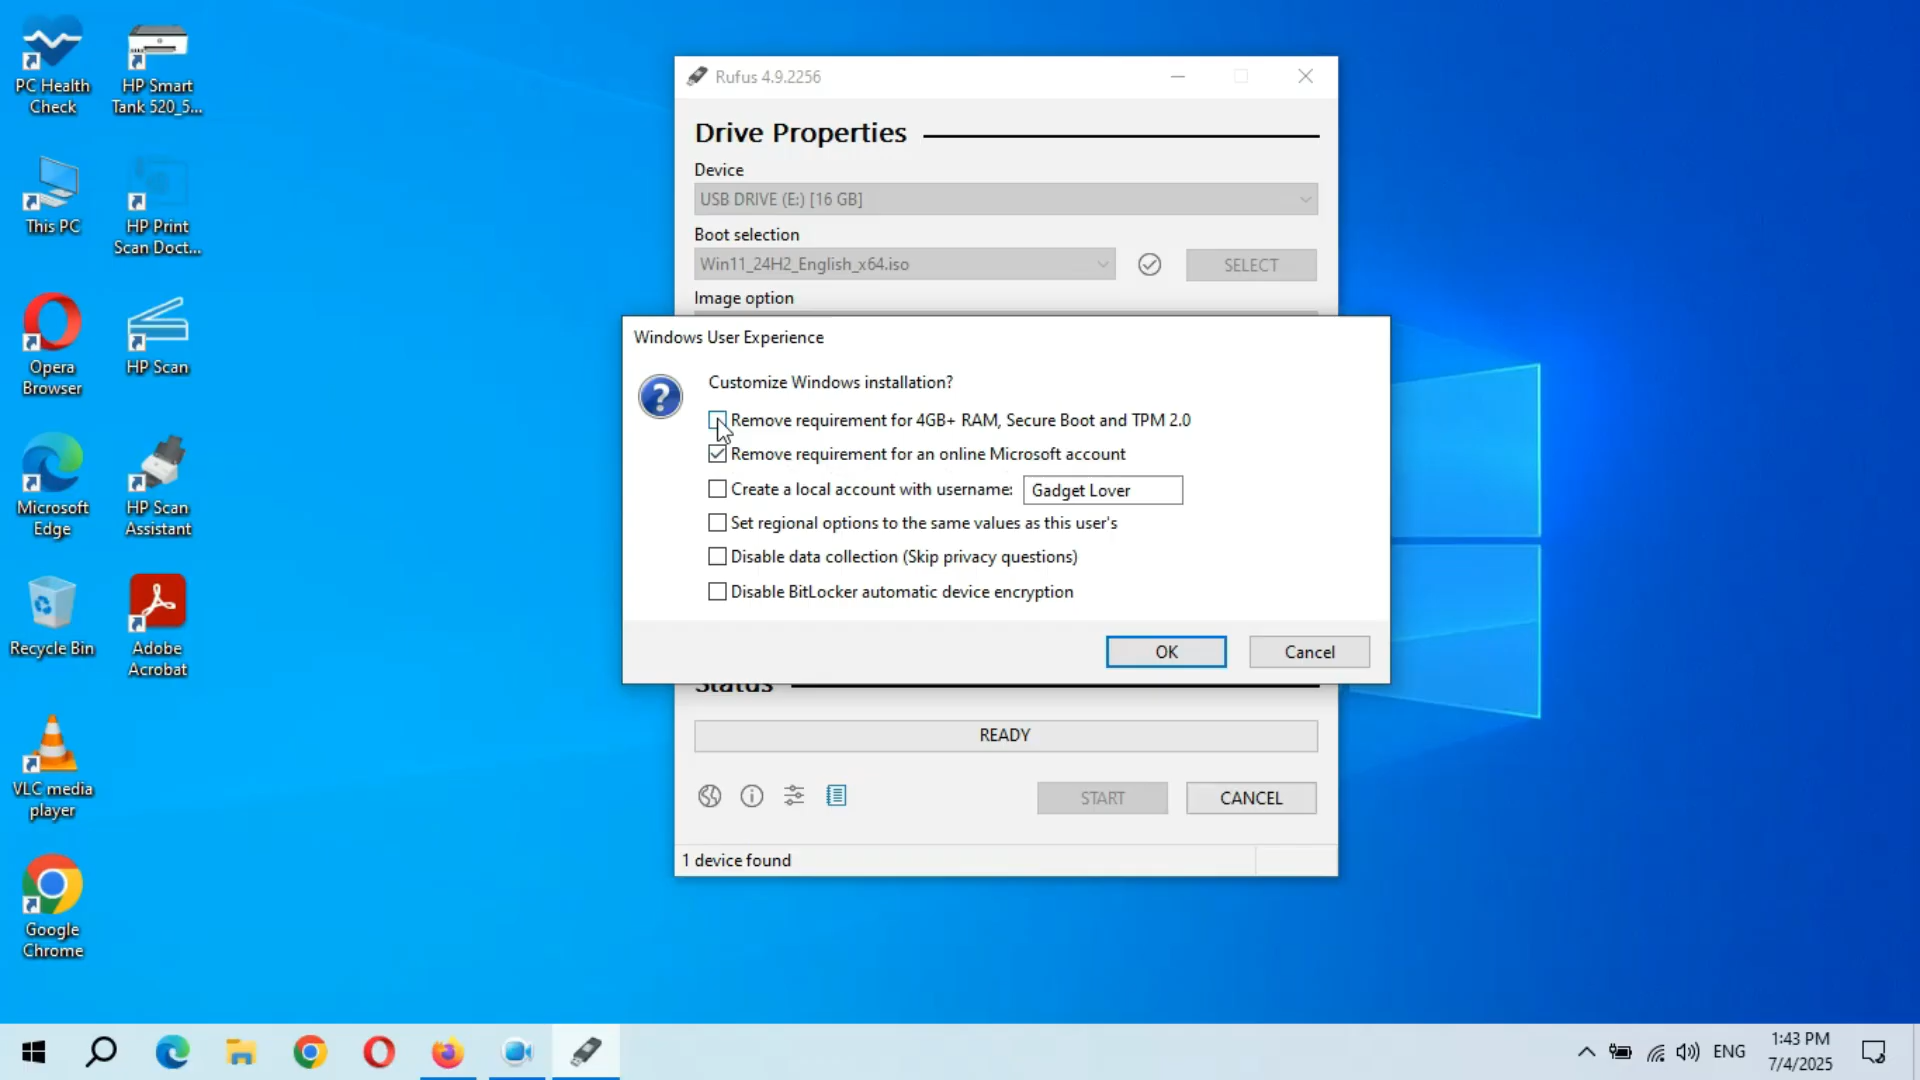 PC Health
Check
HP Smart
Tank 520_5...
This PC
HP Print
Scan Doct...
Opera
Browser
HP Scan
Microsoft
Edge
HP Scan
Assistant
Recycle Bin
Adobe
Acrobat
VLC media
player
Google
Chrome
Rufus 4.9.2256
Drive Properties
Device
USB DRIVE (E:) [16 GB]
Boot selection
Win11_24H2_English_x64.iso
SELECT
Image option
Windows User Experience
Customize Windows installation?
Remove requirement for 4GB+ RAM, Secure Boot and TPM 2.0
Remove requirement for an online Microsoft account
Create a local account with username: Gadget Lover
Set regional options to the same values as this user's
Disable data collection (Skip privacy questions)
Disable BitLocker automatic device encryption
OK
Cancel
Status
READY
START
CANCEL
1 device found
ENG
1:43 PM
7/4/2025